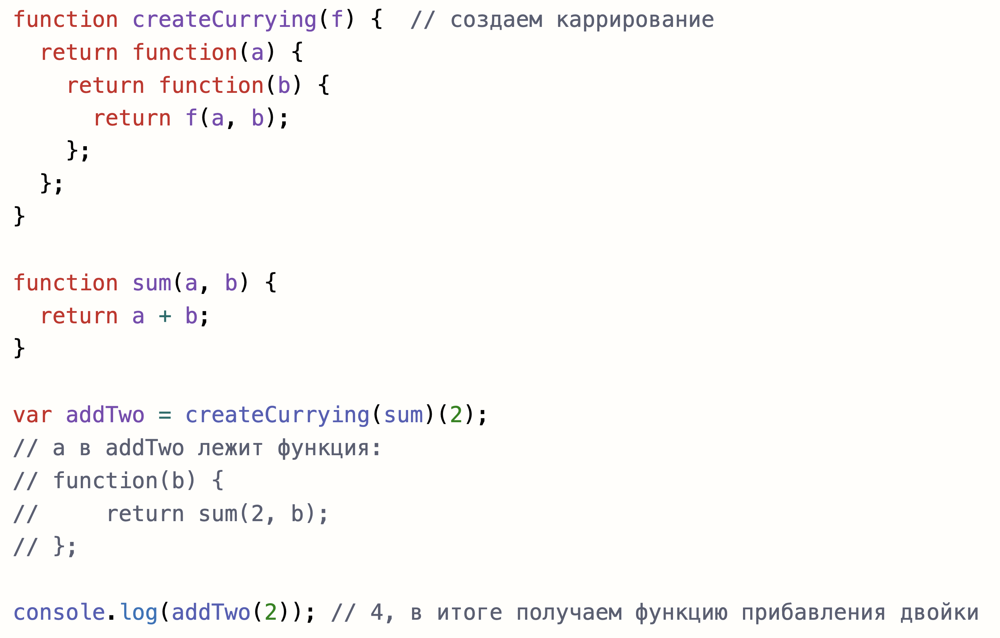 function createCurrying(f) {  // создаем каррирование
  return function(a) {
    return function(b) {
      return f(a, b);
    };
  };
}

function sum(a, b) {
  return a + b;
}

var addTwo = createCurrying(sum)(2);
// а в addTwo лежит функция:
// function(b) {
//     return sum(2, b);
// };

console.log(addTwo(2)); // 4, в итоге получаем функцию прибавления двойки